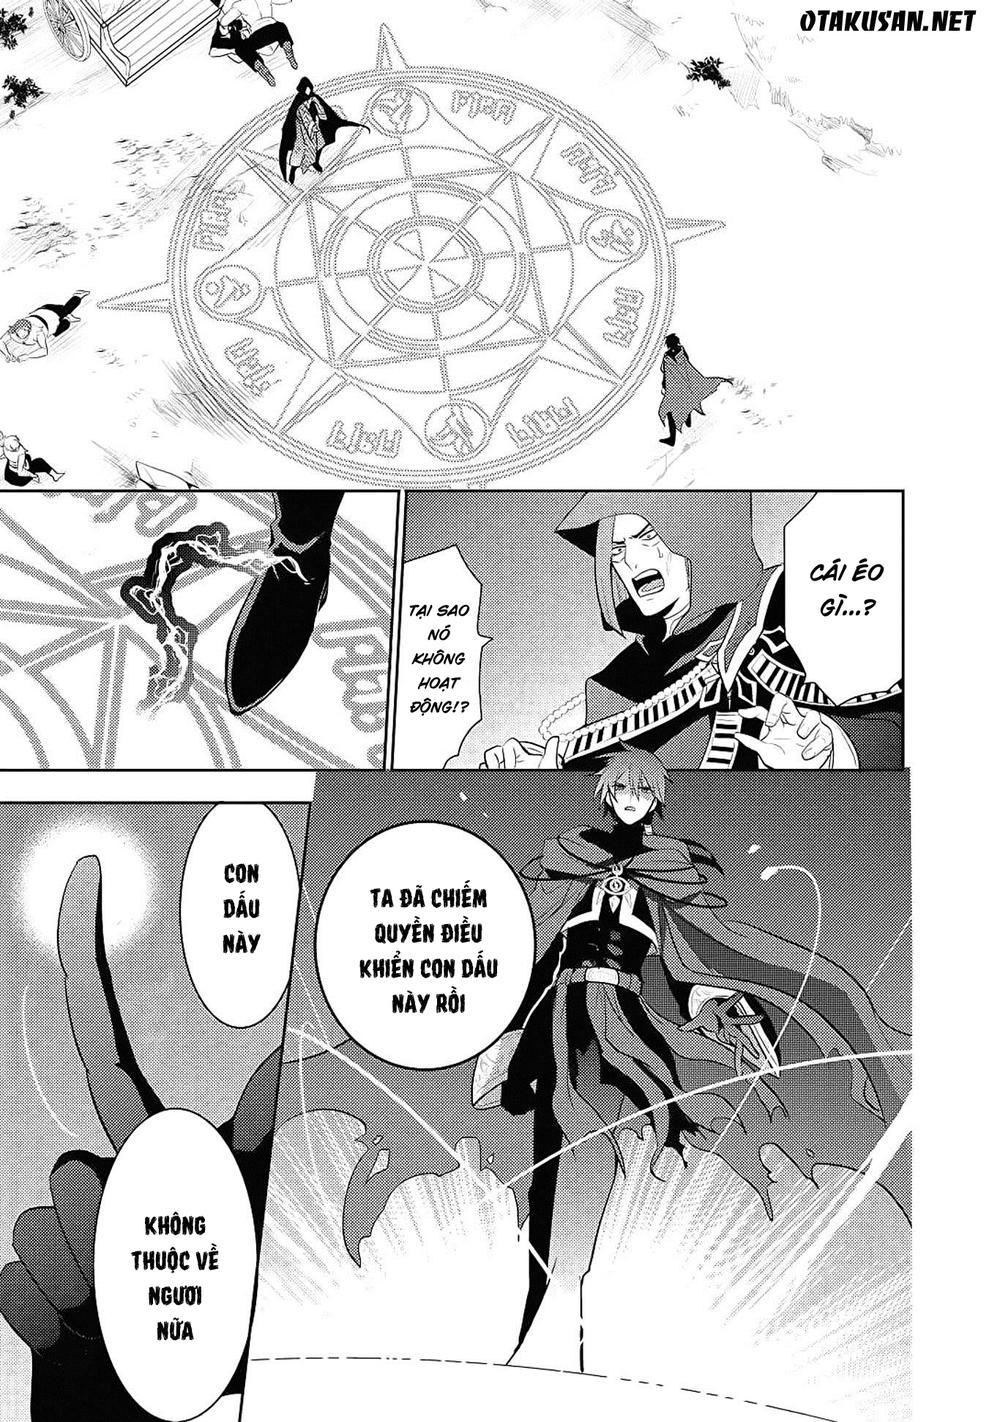 OTAKUSAN.NET
CÁI ÉO
GÌ...?
TẠI SAO
NÓ
KHÔNG
HOẠT
ĐỘNG!?
TA ĐÃ CHIẾM
QUYỀN ĐIỀU
KHIỂN CON DẤU
NÀY RỒI
CON
DẤU
NÀY
KHÔNG
THUỘC VỀ
NGƯƠI
NỮA